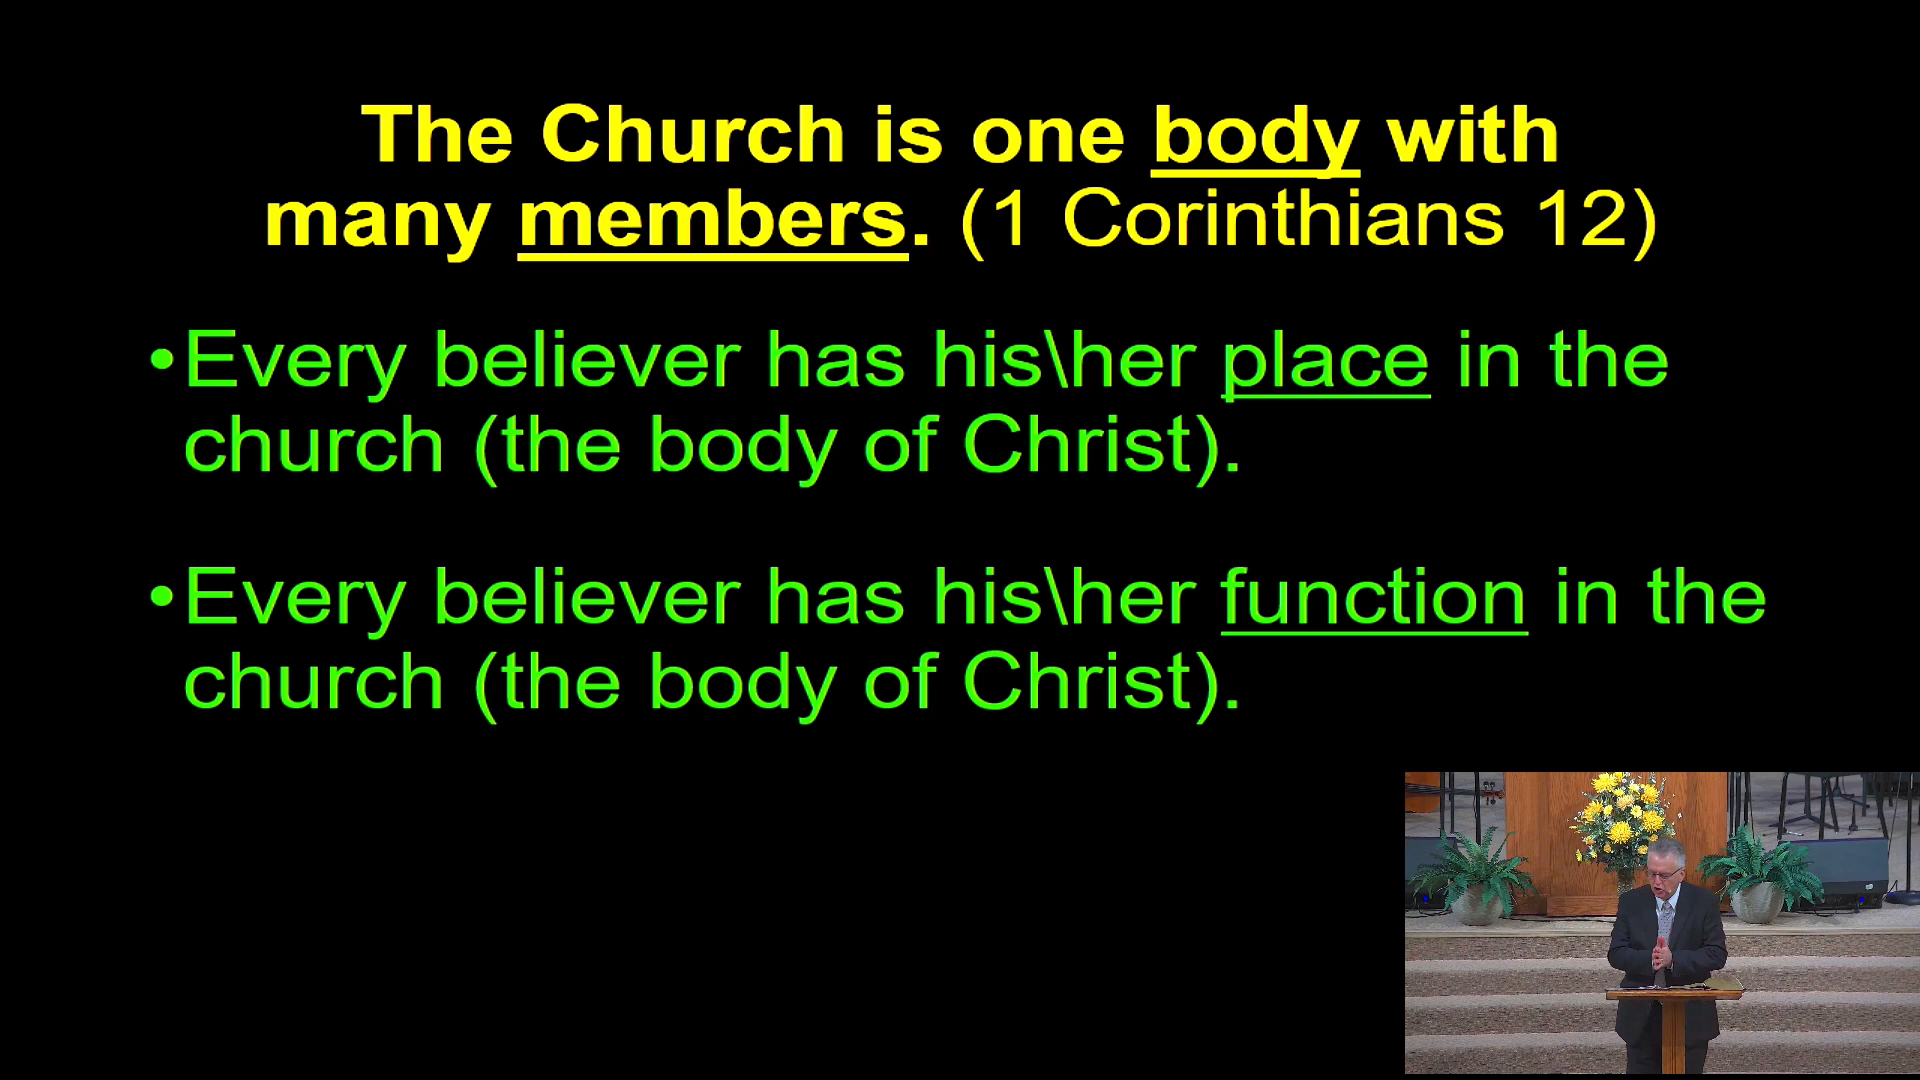 The Church is one body with
many members. (1 Corinthians 12)
•Every believer has his\her place in the
church (the body of Christ).
•Every believer has his\her function in the
church (the body of Christ).